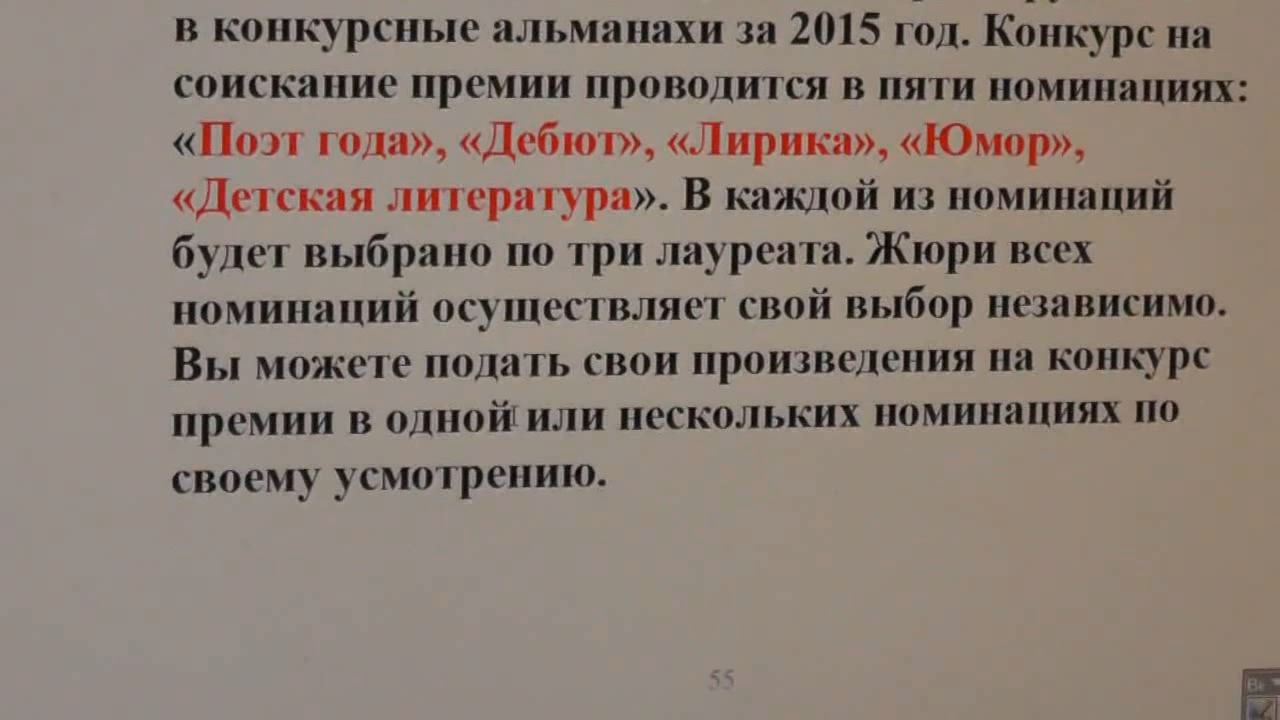 в конкурсные альманахи за 2015 год. Конкурс на
соискание премии проводится в пяти номинациях:
«Поэт года», «Дебют», «Лирика», «Юмор»,
«Детская литература». В каждой из номинаций
будет выбрано по три лауреата. Жюри всех
номинаций осуществляет свой выбор независимо.
Вы можете подать свои произведения на конкурс
премии в одной или нескольких номинациях по
своему усмотрению.
55